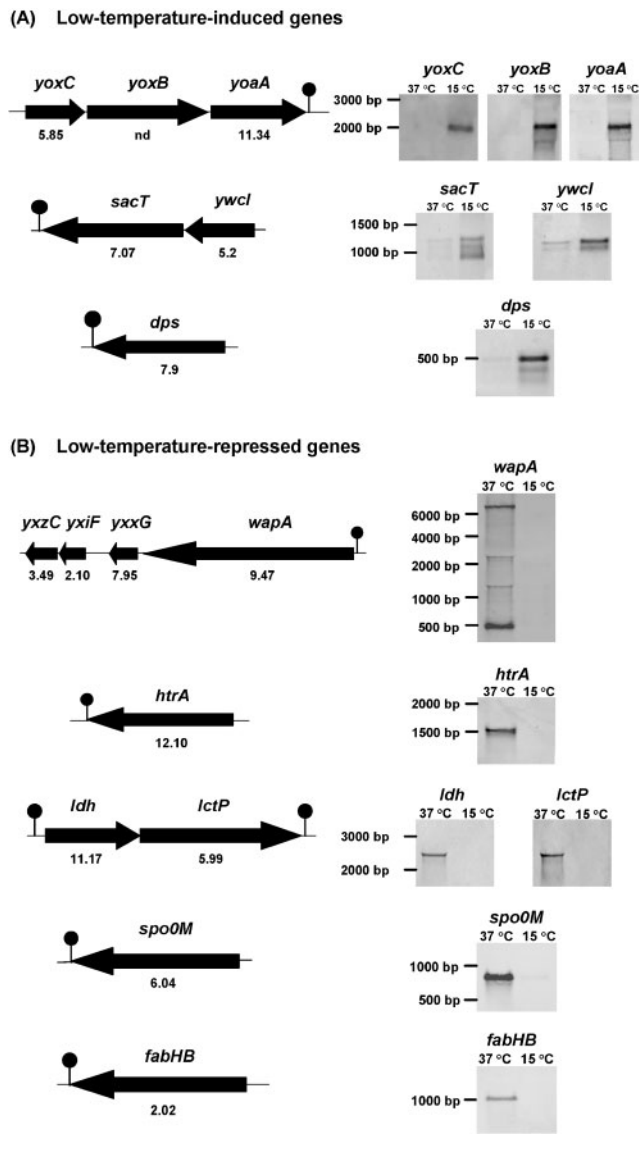 (A) Low-temperature-induced genes
yoxC yoxB yoaA
5.85 nd 11.34
yoxC yoxB yoaA
37 °C 15 °C 37 °C 15 °C 37 °C 15 °C
3000 bp
2000 bp
sacT ywcI
7.07 5.2
sacT ywcI
37 °C 15 °C 37 °C 15 °C
1500 bp
1000 bp
dps
7.9
dps
37 °C 15 °C
500 bp
(B) Low-temperature-repressed genes
yxzC yxiF yxxG wapA
3.49 2.10 7.95 9.47
wapA
37 °C 15 °C
6000 bp
4000 bp
2000 bp
1000 bp
500 bp
htrA
12.10
htrA
37 °C 15 °C
2000 bp
1500 bp
ldh lctP
11.17 5.99
ldh lctP
37 °C 15 °C 37 °C 15 °C
3000 bp
2000 bp
spo0M
6.04
spo0M
37 °C 15 °C
1000 bp
500 bp
fabHB
2.02
fabHB
37 °C 15 °C
1000 bp